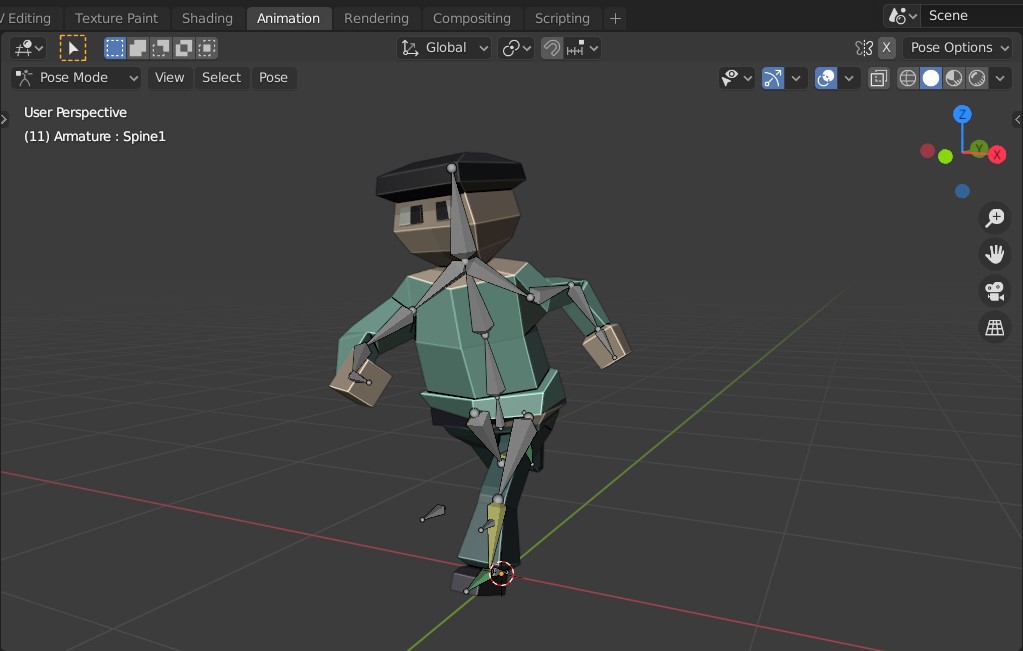 V Editing Texture Paint Shading Animation Rendering Compositing Scripting + Scene
Global X Pose Options
Pose Mode View Select Pose
User Perspective
(11) Armature : Spine1
Z
Y
X